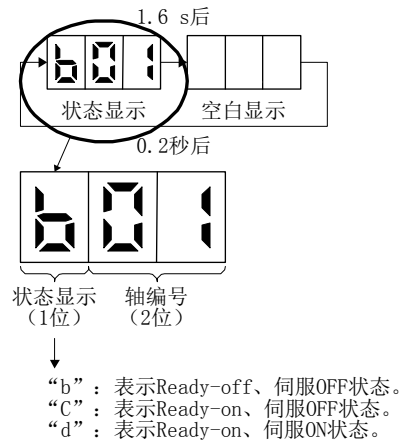 1.6 s后
b01
状态显示
空白显示
0.2秒后
b01
状态显示
（1位）
轴编号
（2位）
“b”：表示Ready-off、伺服OFF状态。
“C”：表示Ready-on、伺服OFF状态。
“d”：表示Ready-on、伺服ON状态。